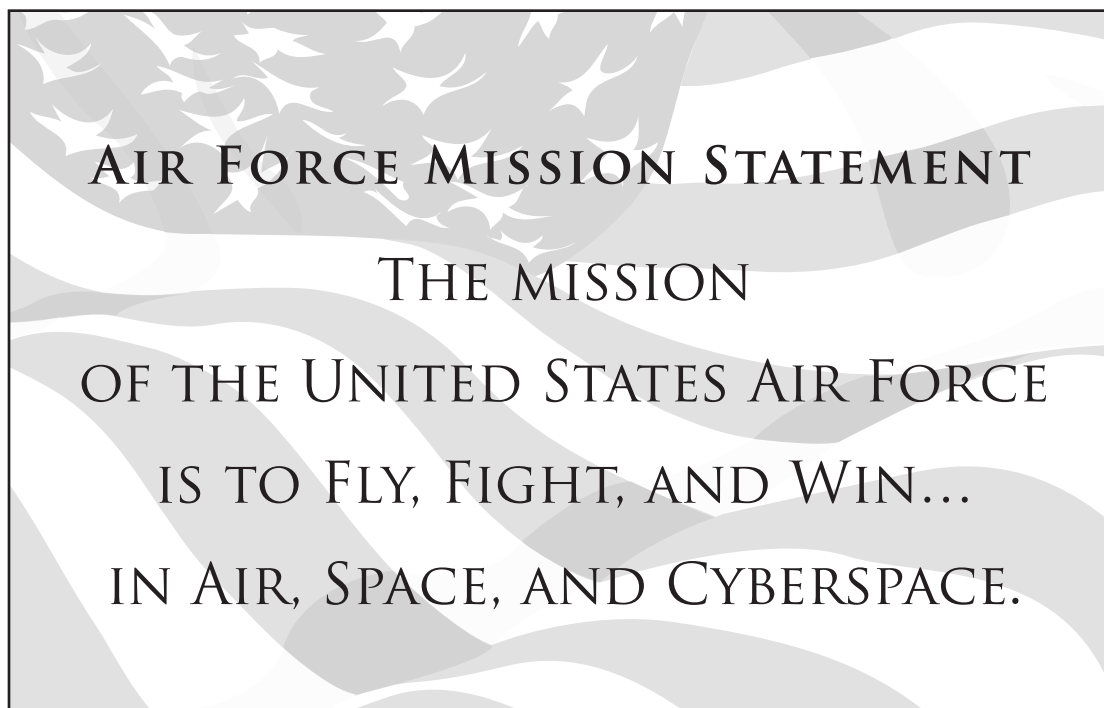 Air Force Mission Statement
The mission
of the United States Air Force
is to Fly, Fight, and Win…
in Air, Space, and Cyberspace.